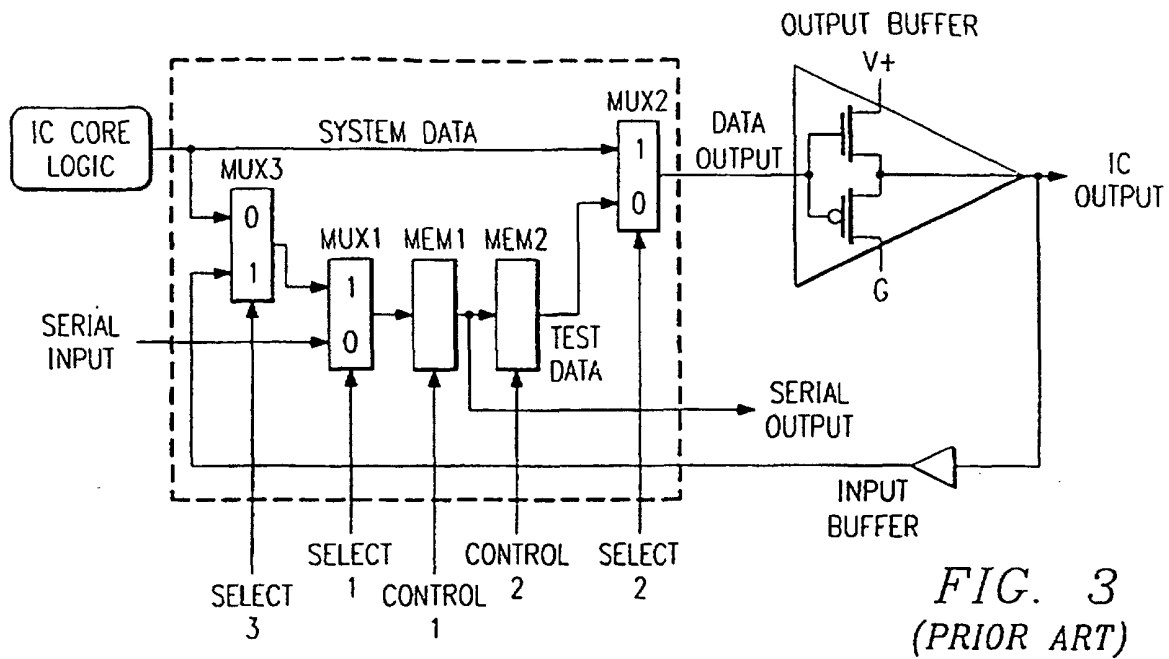 OUTPUT BUFFER
V+
MUX2
IC CORE
LOGIC
SYSTEM DATA
1
0
DATA
OUTPUT
IC
OUTPUT
MUX3
0
1
MUX1
MEM1
MEM2
1
0
G
SERIAL
INPUT
TEST
DATA
SERIAL
OUTPUT
INPUT
BUFFER
SELECT
3
SELECT
1
CONTROL
1
CONTROL
2
SELECT
2
FIG. 3
(PRIOR ART)